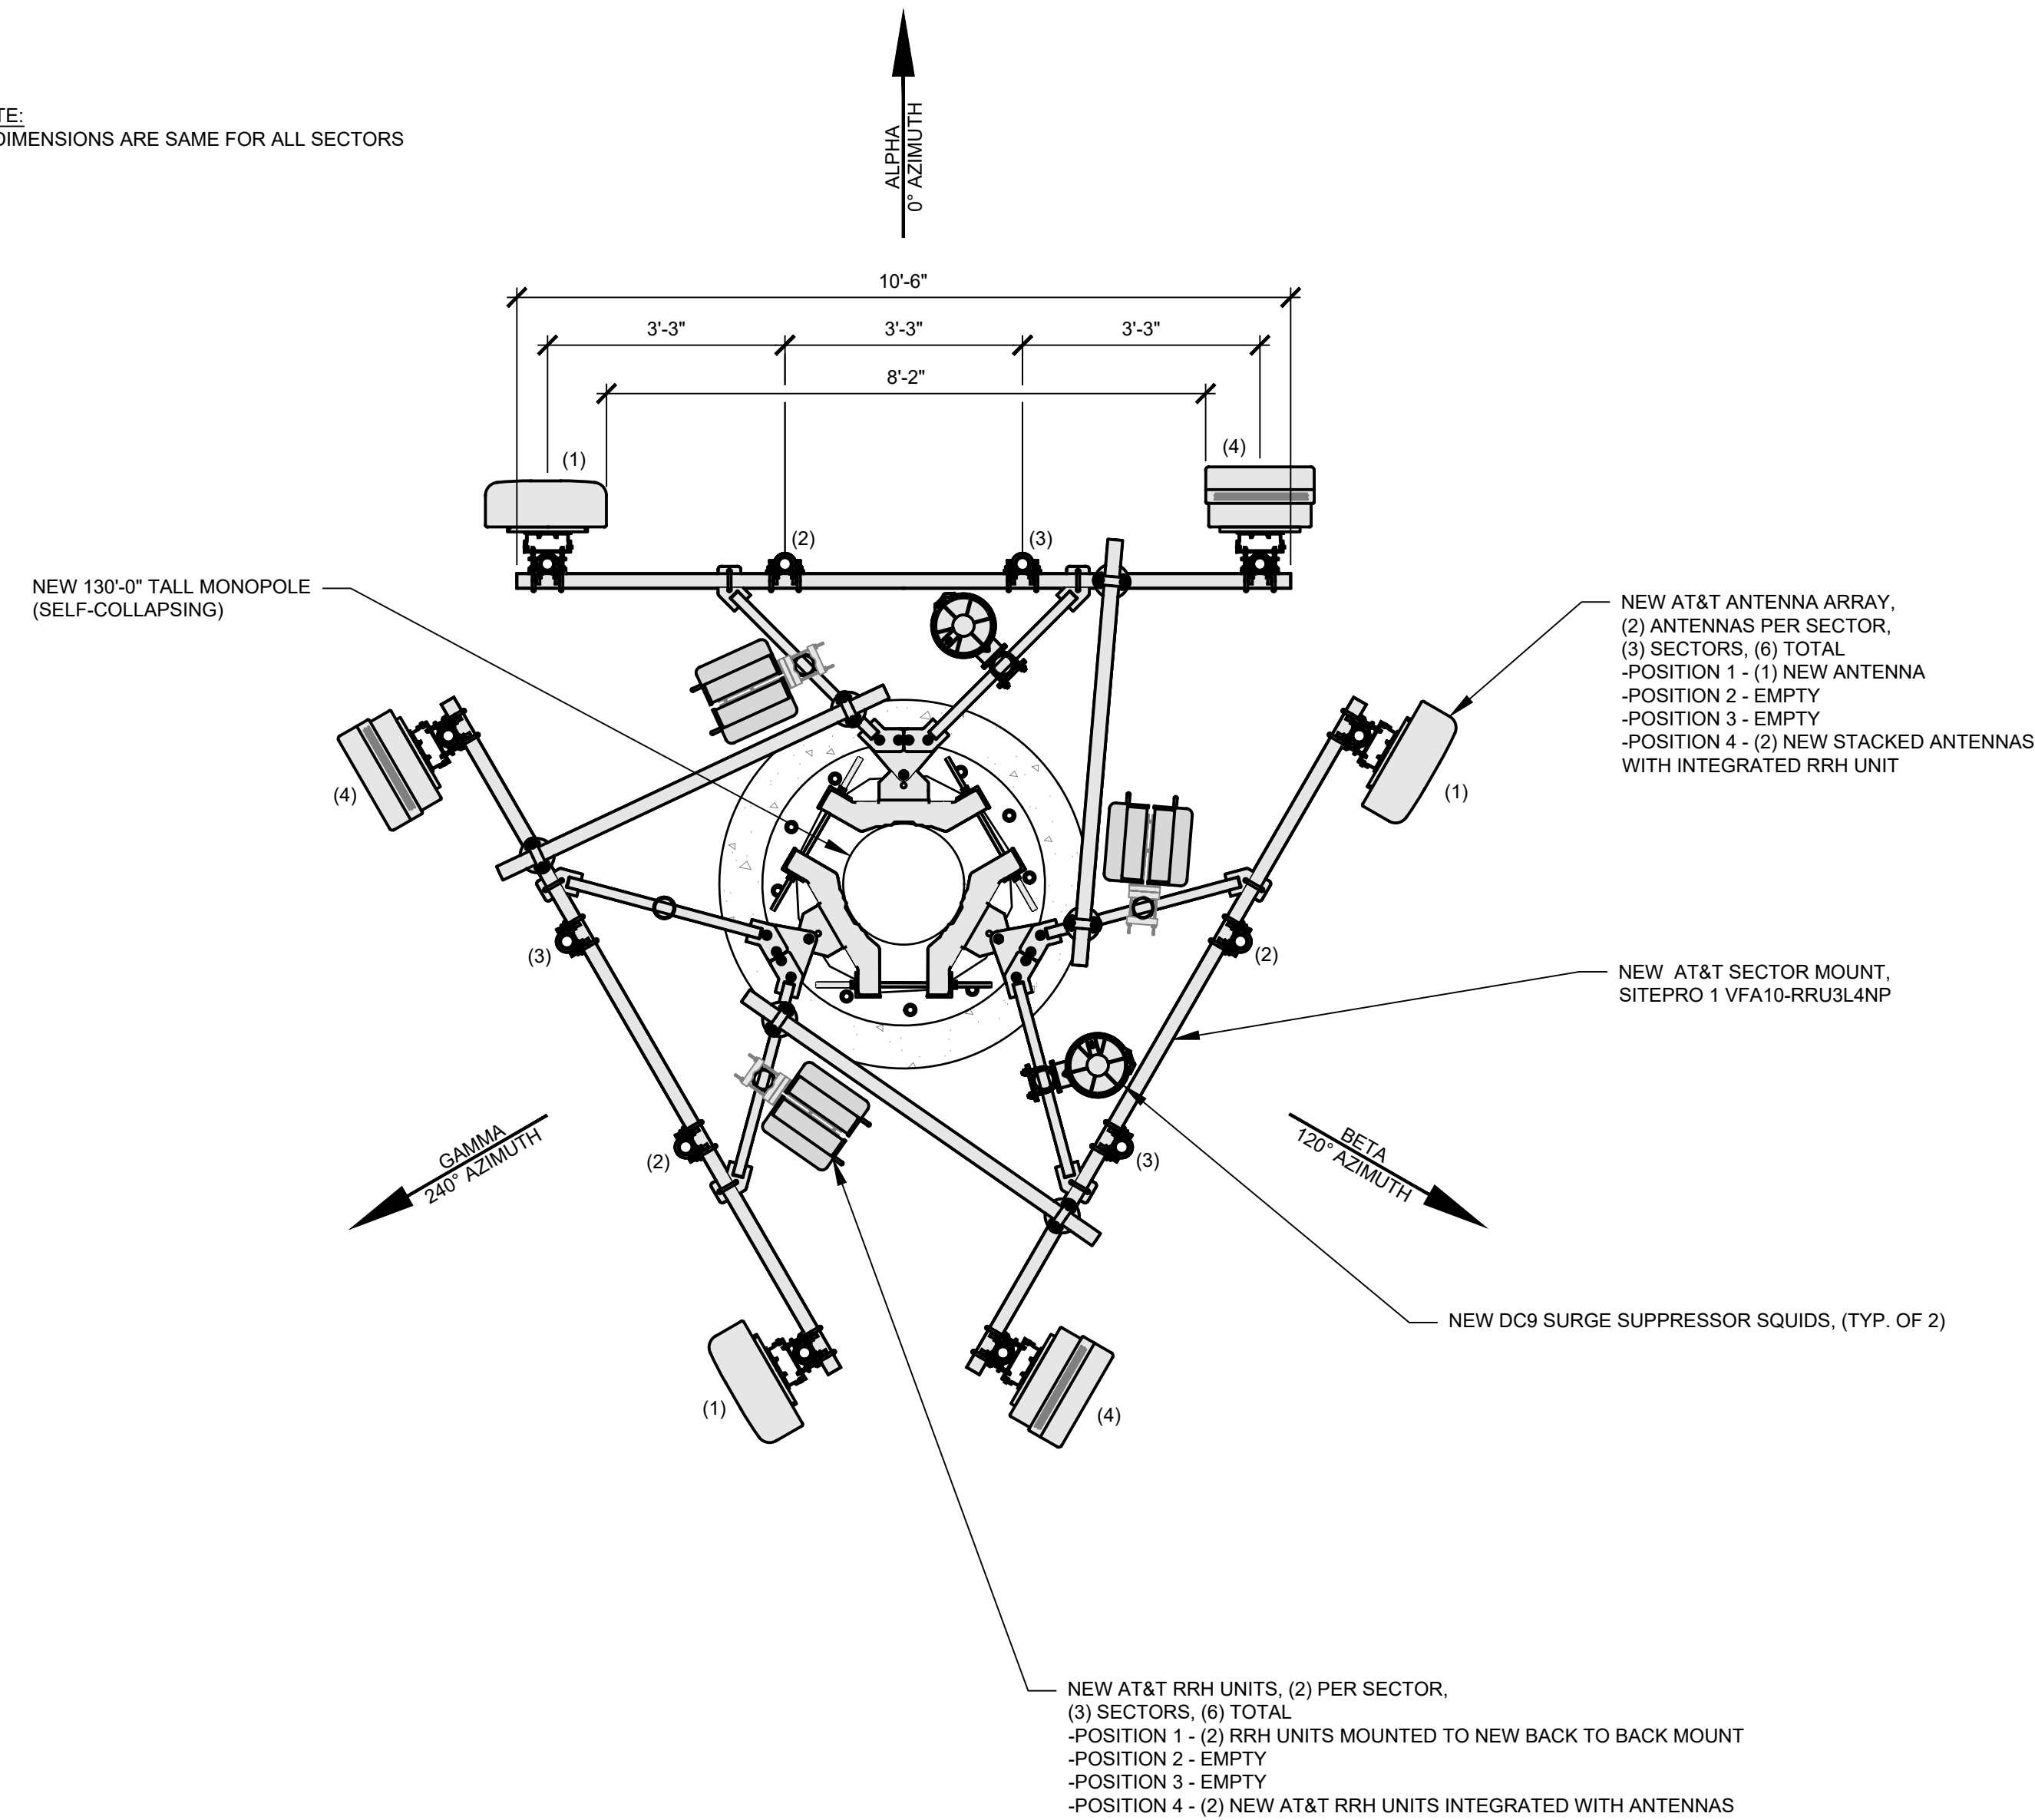 TE:
DIMENSIONS ARE SAME FOR ALL SECTORS
ALPHA
0° AZIMUTH
10'-6"
3'-3"
3'-3"
3'-3"
8'-2"
(1)
(4)
(2)
(3)
NEW 130'-0" TALL MONOPOLE
(SELF-COLLAPSING)
NEW AT&T ANTENNA ARRAY,
(2) ANTENNAS PER SECTOR,
(3) SECTORS, (6) TOTAL
-POSITION 1 - (1) NEW ANTENNA
-POSITION 2 - EMPTY
-POSITION 3 - EMPTY
-POSITION 4 - (2) NEW STACKED ANTENNAS
WITH INTEGRATED RRH UNIT
(4)
(1)
(3)
(2)
NEW AT&T SECTOR MOUNT,
SITEPRO 1 VFA10-RRU3L4NP
GAMMA
240° AZIMUTH
(2)
(3)
BETA
120° AZIMUTH
NEW DC9 SURGE SUPPRESSOR SQUIDS, (TYP. OF 2)
(1)
(4)
NEW AT&T RRH UNITS, (2) PER SECTOR,
(3) SECTORS, (6) TOTAL
-POSITION 1 - (2) RRH UNITS MOUNTED TO NEW BACK TO BACK MOUNT
-POSITION 2 - EMPTY
-POSITION 3 - EMPTY
-POSITION 4 - (2) NEW AT&T RRH UNITS INTEGRATED WITH ANTENNAS